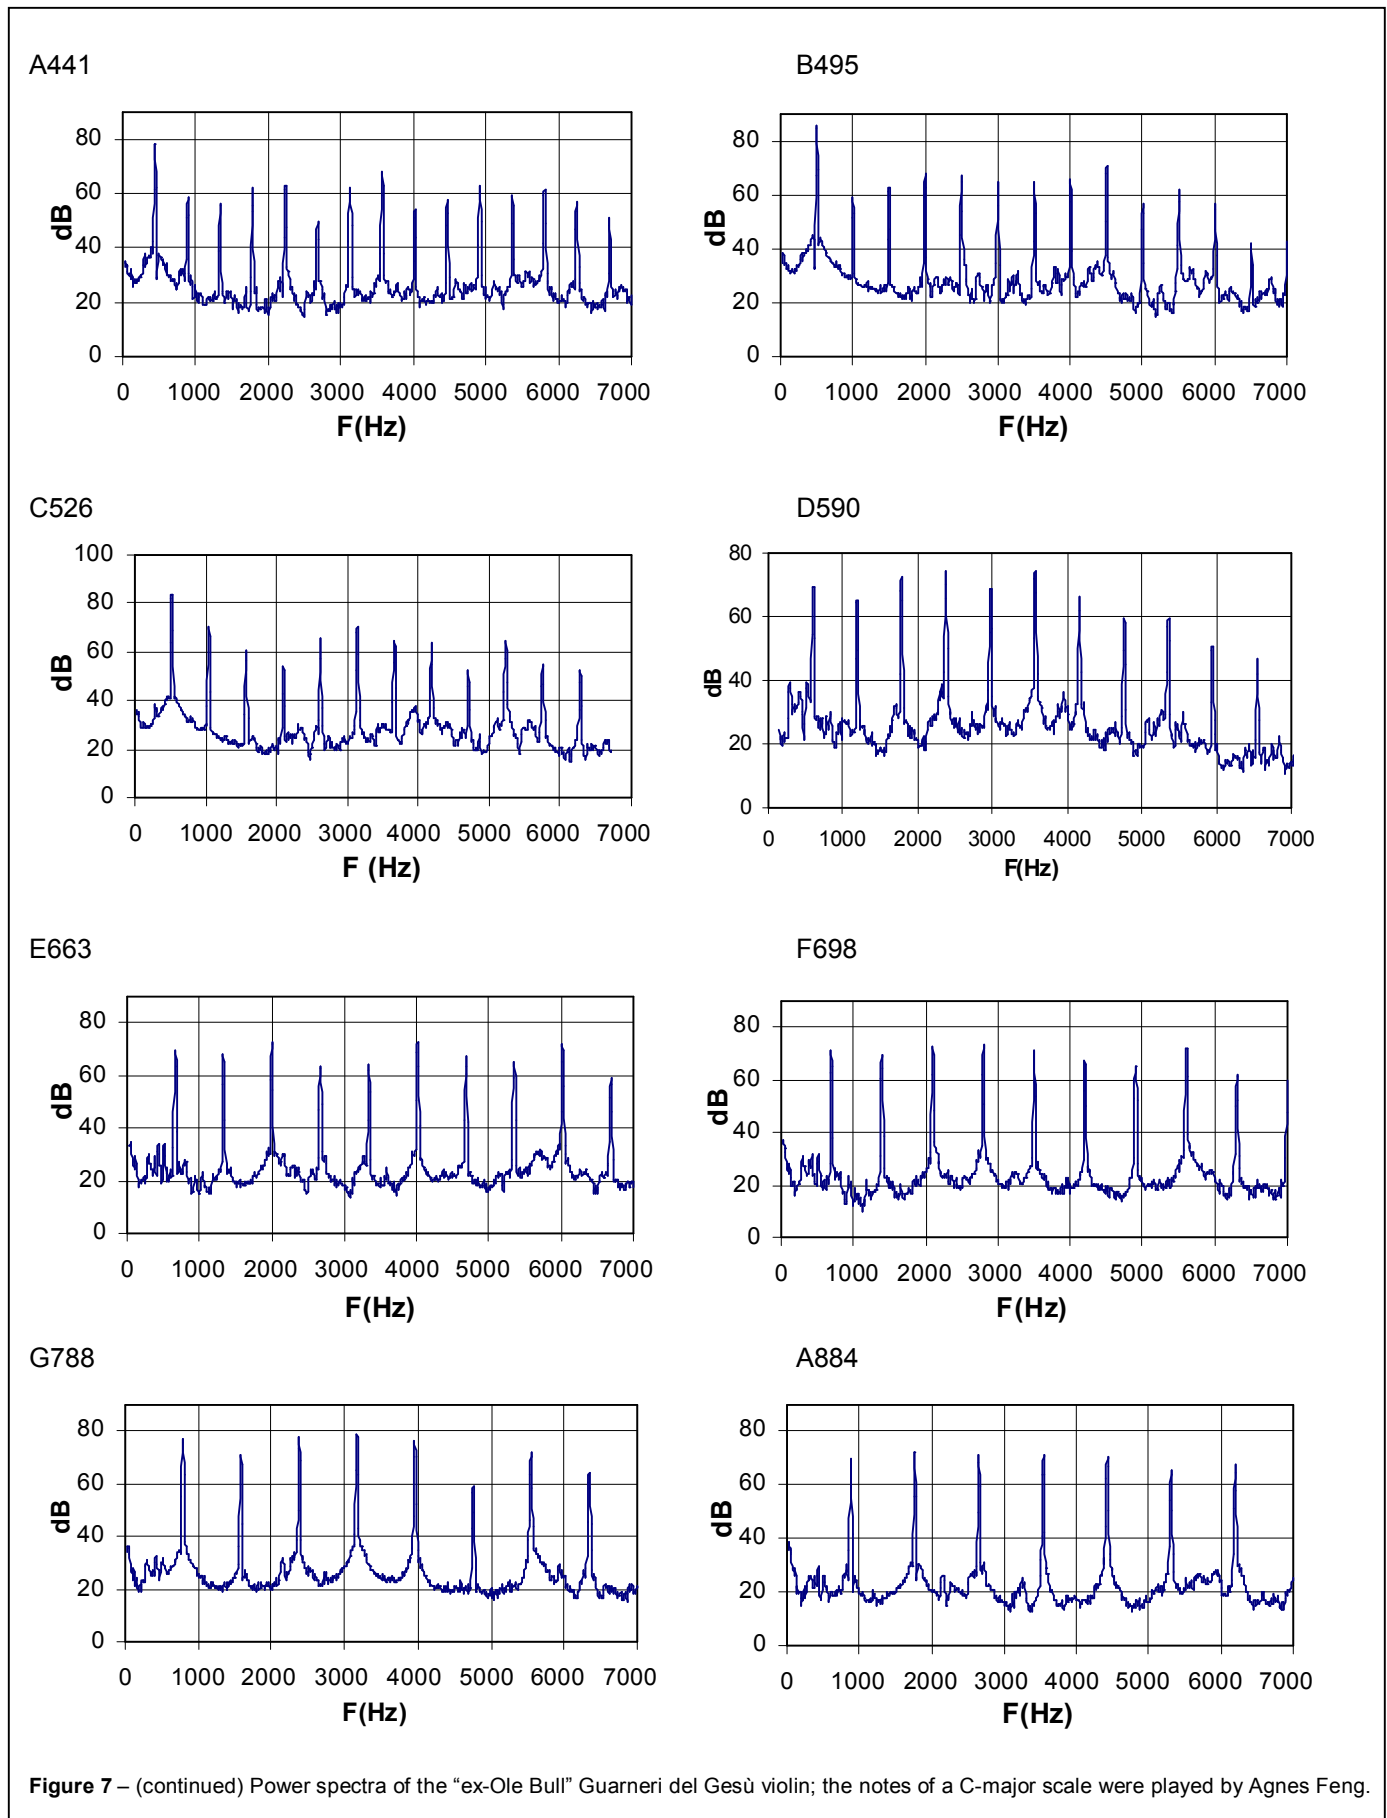 A441
B495
80
60
40
20
0
dB
0 1000 2000 3000 4000 5000 6000 7000
F(Hz)
80
60
40
20
0
dB
0 1000 2000 3000 4000 5000 6000 7000
F(Hz)
C526
D590
100
80
60
40
20
0
dB
0 1000 2000 3000 4000 5000 6000 7000
F (Hz)
80
60
40
20
0
dB
0 1000 2000 3000 4000 5000 6000 7000
F(Hz)
E663
F698
80
60
40
20
0
dB
0 1000 2000 3000 4000 5000 6000 7000
F(Hz)
80
60
40
20
0
dB
0 1000 2000 3000 4000 5000 6000 7000
F(Hz)
G788
A884
80
60
40
20
0
dB
0 1000 2000 3000 4000 5000 6000 7000
F(Hz)
80
60
40
20
0
dB
0 1000 2000 3000 4000 5000 6000 7000
F(Hz)
Figure 7 – (continued) Power spectra of the “ex-Ole Bull” Guarneri del Gesù violin; the notes of a C-major scale were played by Agnes Feng.